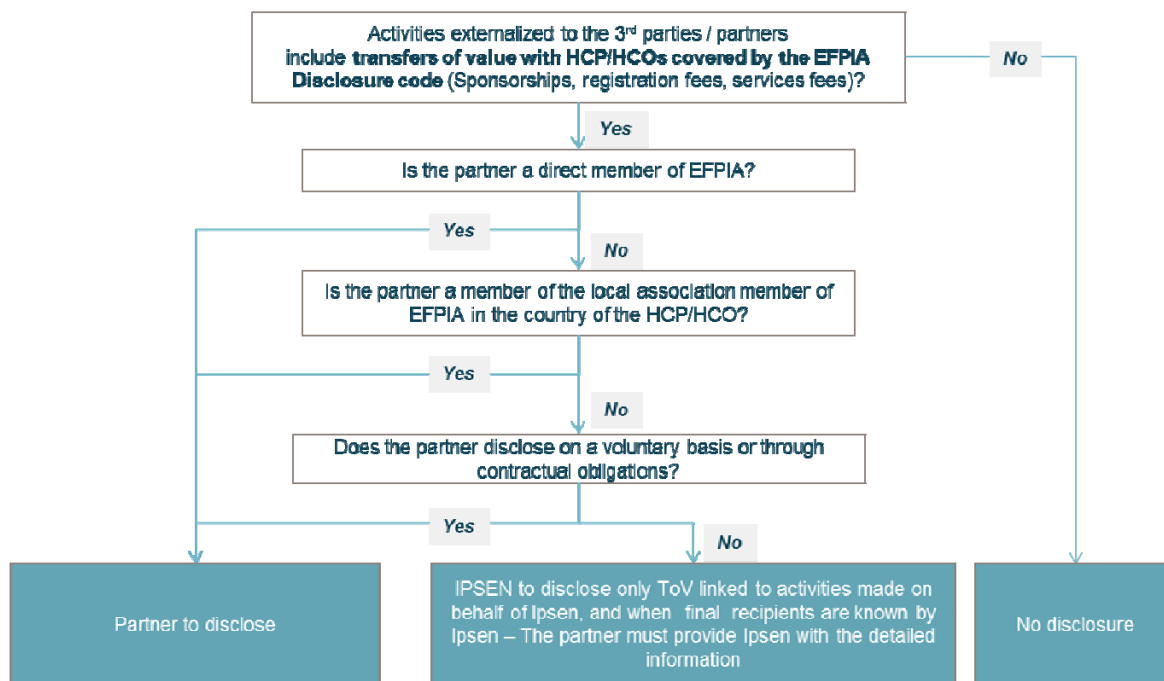 Activities externalized to the 3rd parties / partners
include transfers of value with HCP/HCOs covered by the EFPIA
Disclosure code (Sponsorships, registration fees, services fees)?
No
Yes
Is the partner a direct member of EFPIA?
Yes
No
Is the partner a member of the local association member of
EFPIA in the country of the HCP/HCO?
Yes
No
Does the partner disclose on a voluntary basis or through
contractual obligations?
Yes
No
Partner to disclose
IPSEN to disclose only ToV linked to activities made on
behalf of Ipsen, and when final recipients are known by
Ipsen – The partner must provide Ipsen with the detailed
information
No disclosure